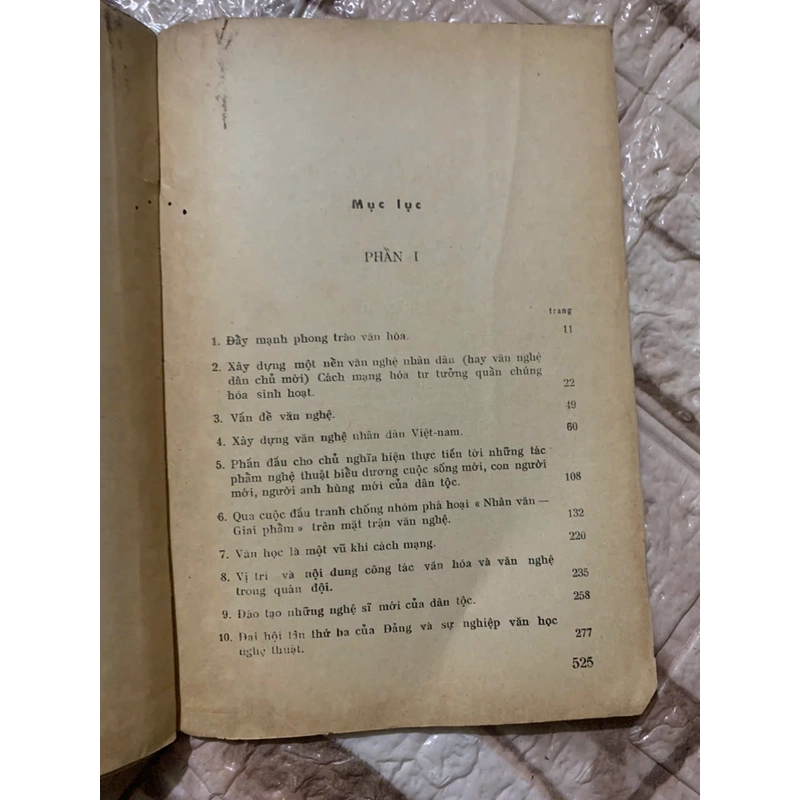 Mục lục
PHẦN I
trang
1. Đẩy mạnh phong trào văn hóa. 11
2. Xây dựng một nền văn nghệ nhân dân (hay văn nghệ
dân chủ mới) Cách mạng hóa tư tưởng quần chúng
hóa sinh hoạt. 22
3. Vấn đề văn nghệ. 49
4. Xây dựng văn nghệ nhân dân Việt-nam. 60
5. Phấn đấu cho chủ nghĩa hiện thực tiến tới những tác
phẩm nghệ thuật biểu dương cuộc sống mới, con người
mới, người anh hùng mới của dân tộc. 108
6. Qua cuộc đấu tranh chống nhóm phá hoại « Nhân văn —
Giai phẩm » trên mặt trận văn nghệ. 132
7. Văn học là một vũ khí cách mạng. 220
8. Vị trí và nội dung công tác văn hóa và văn nghệ
trong quân đội. 235
9. Đào tạo những nghệ sĩ mới của dân tộc. 258
10. Đại hội lần thứ ba của Đảng và sự nghiệp văn học
nghệ thuật. 277
525